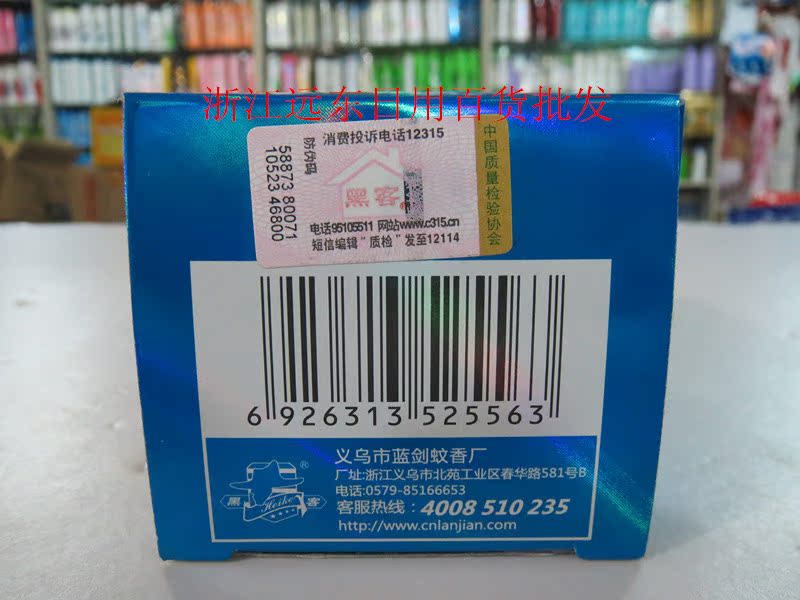 浙江远东日用百货批发
消费投诉电话12315
防伪码
58873 80071
10523 46800
黑客
电话95105511 网站www.c315.cn
短信编辑“质检”发至12114
中国质量检验协会
6 926313 525563
义乌市蓝剑蚊香厂
厂址:浙江义乌市北苑工业区春华路581号B
电话:0579-85166653
客服热线：4008 510 235
http://www.cnlanjian.com
黑 Heike 客
®